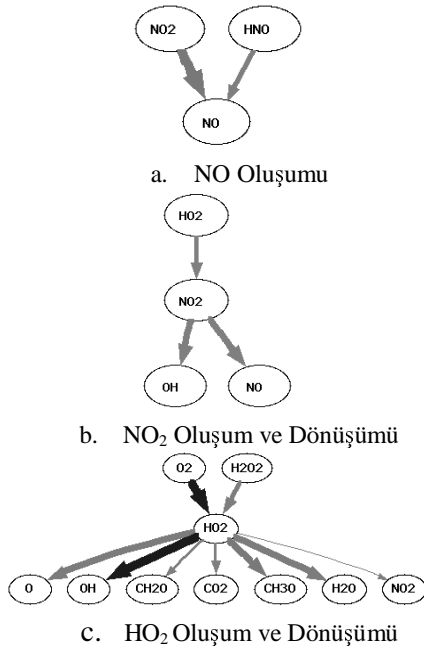 NO2 HNO
NO
a. NO Oluşumu
HO2
NO2
OH NO
b. NO₂ Oluşum ve Dönüşümü
O2 H2O2
HO2
O OH CH2O CO2 CH3O H2O NO2
c. HO₂ Oluşum ve Dönüşümü